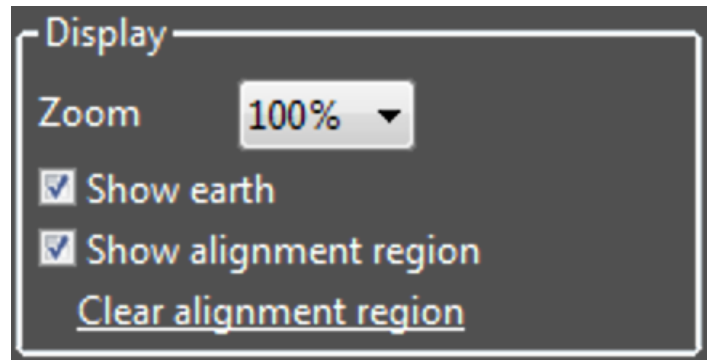 Display
Zoom 100%
Show earth
Show alignment region
Clear alignment region